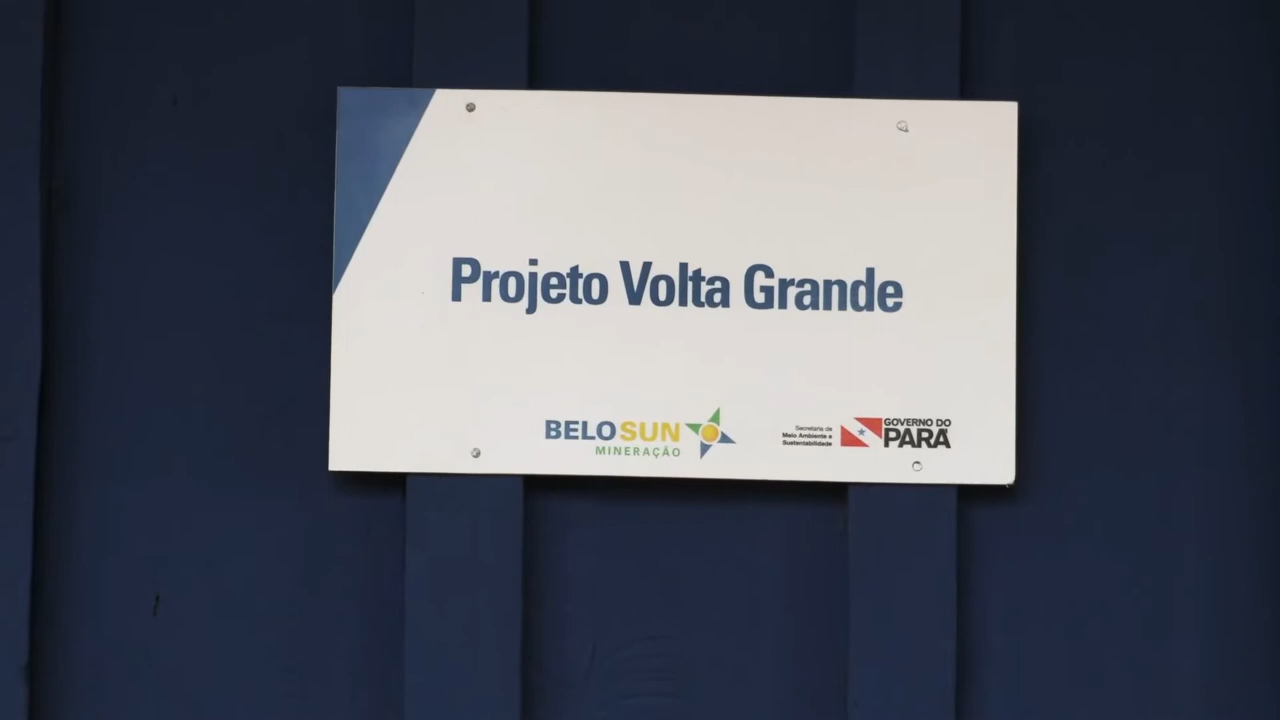 Projeto Volta Grande
BELO SUN
MINERAÇÃO
Secretaria de
Meio Ambiente e
Sustentabilidade
GOVERNO DO
PARÁ